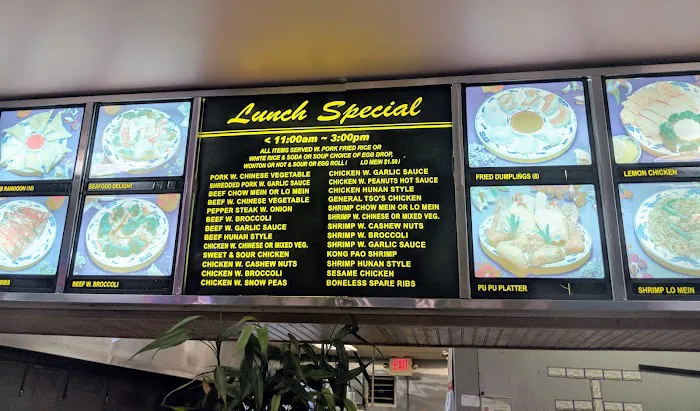 Lunch Special
< 11:00am ~ 3:00pm
ALL ITEMS SERVED W. PORK FRIED RICE OR
WHITE RICE & SODA OR SOUP CHOICE OF EGG DROP,
WONTON OR HOT & SOUR OR EGG ROLL ( LO MEIN $1.50)
PORK W. CHINESE VEGETABLE
SHREDDED PORK W. GARLIC SAUCE
BEEF CHOW MEIN OR LO MEIN
BEEF W. CHINESE VEGETABLE
PEPPER STEAK W. ONION
BEEF W. BROCCOLI
BEEF W. GARLIC SAUCE
BEEF HUNAN STYLE
CHICKEN W. CHINESE OR MIXED VEG.
SWEET & SOUR CHICKEN
CHICKEN W. CASHEW NUTS
CHICKEN W. BROCCOLI
CHICKEN W. SNOW PEAS
CHICKEN W. GARLIC SAUCE
CHICKEN W. PEANUTS HOT SAUCE
CHICKEN HUNAN STYLE
GENERAL TSO'S CHICKEN
SHRIMP CHOW MEIN OR LO MEIN
SHRIMP W. CHINESE OR MIXED VEG.
SHRIMP W. CASHEW NUTS
SHRIMP W. BROCCOLI
SHRIMP W. GARLIC SAUCE
KONG PAO SHRIMP
SHRIMP HUNAN STYLE
SESAME CHICKEN
BONELESS SPARE RIBS
B RANGOON (10)
SEAFOOD DELIGHT
RIBS
BEEF W. BROCCOLI
FRIED DUMPLINGS (8)
LEMON CHICKEN
PU PU PLATTER
SHRIMP LO MEIN
EXIT